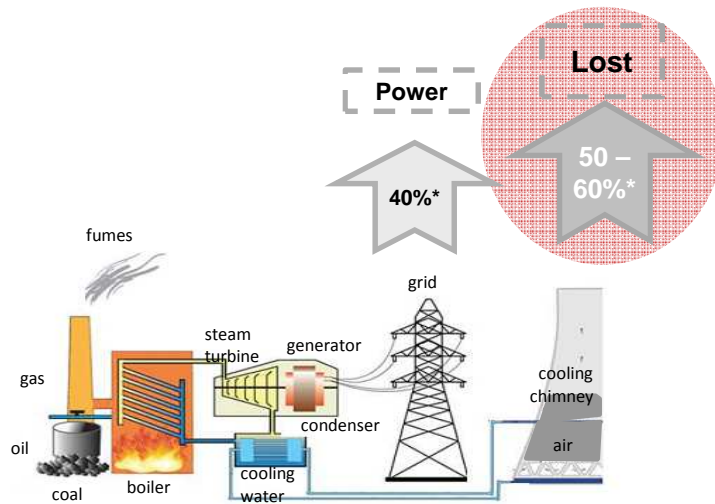 Lost
Power
50 –
60%*
40%*
fumes
grid
steam
turbine
generator
gas
cooling
chimney
condenser
oil
air
coal
boiler
cooling
water